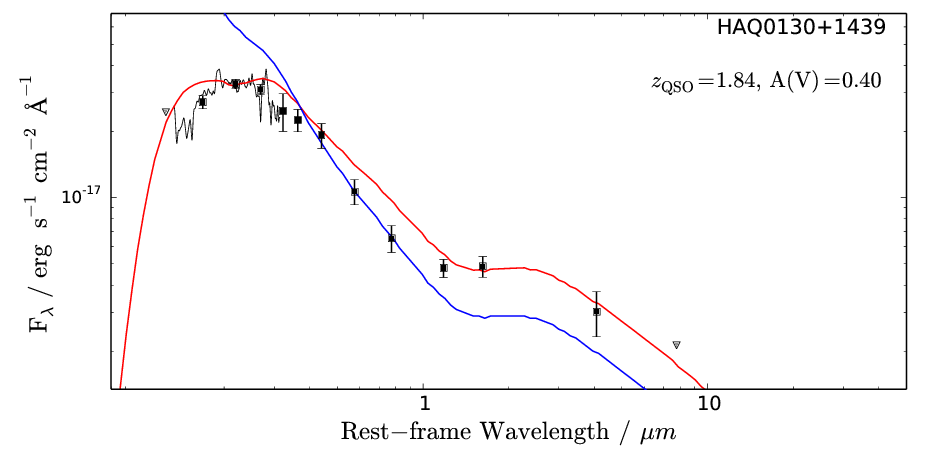 HAQ0130+1439
z_QSO=1.84, A(V)=0.40
F_λ / erg s⁻¹ cm⁻² Å⁻¹
10⁻¹⁷
1
10
Rest−frame Wavelength / μm